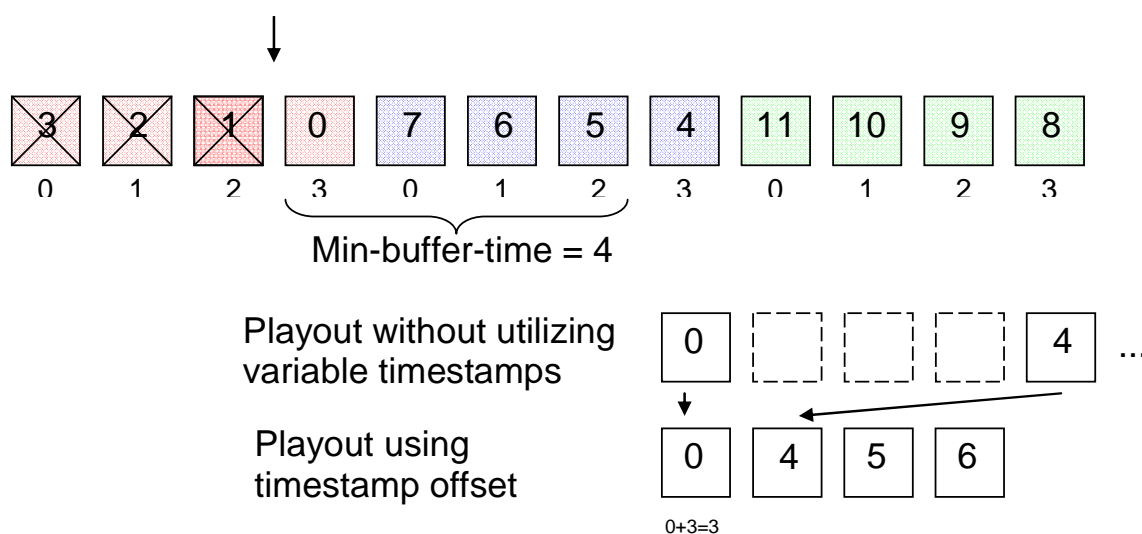 3 2 1 0 7 6 5 4 11 10 9 8
0 1 2 3 0 1 2 3 0 1 2 3
Min-buffer-time = 4
Playout without utilizing
variable timestamps
0 4 ...
Playout using
timestamp offset
0 4 5 6
0+3=3